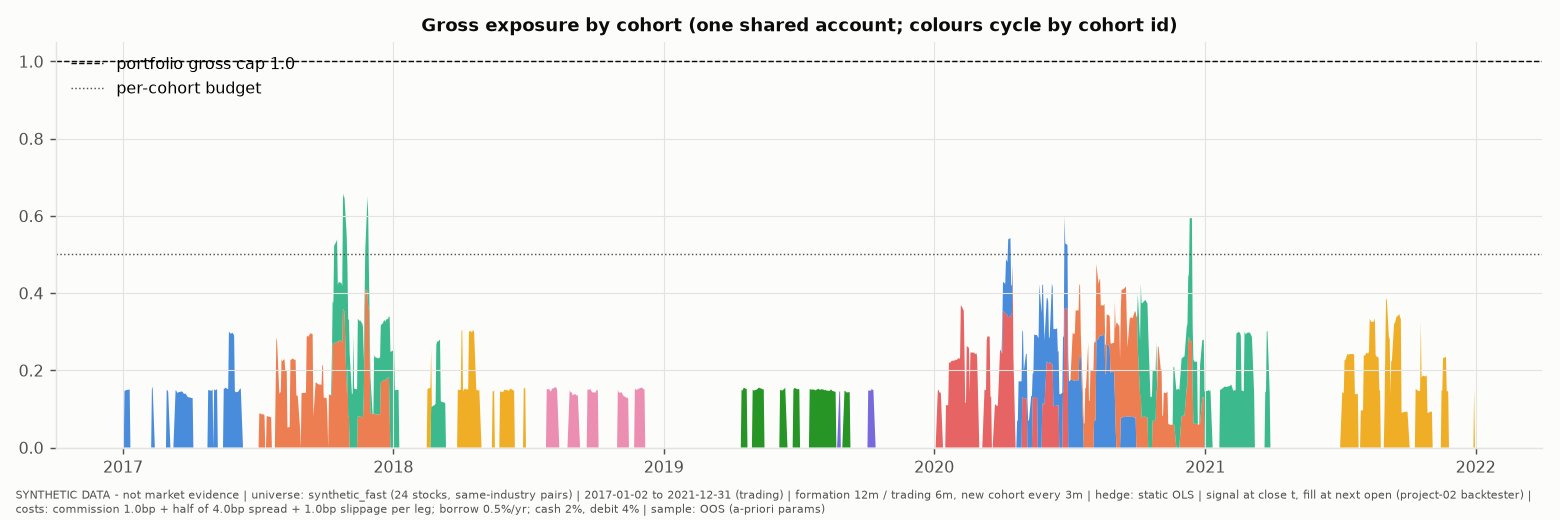 Gross exposure by cohort (one shared account; colours cycle by cohort id)
1.0
0.8
0.6
0.4
0.2
0.0
portfolio gross cap 1.0
per-cohort budget
2017
2018
2019
2020
2021
2022
SYNTHETIC DATA - not market evidence | universe: synthetic_fast (24 stocks, same-industry pairs) | 2017-01-02 to 2021-12-31 (trading) | formation 12m / trading 6m, new cohort every 3m | hedge: static OLS | signal at close t, fill at next open (project-02 backtester) |
costs: commission 1.0bp + half of 4.0bp spread + 1.0bp slippage per leg; borrow 0.5%/yr; cash 2%, debit 4% | sample: OOS (a-priori params)